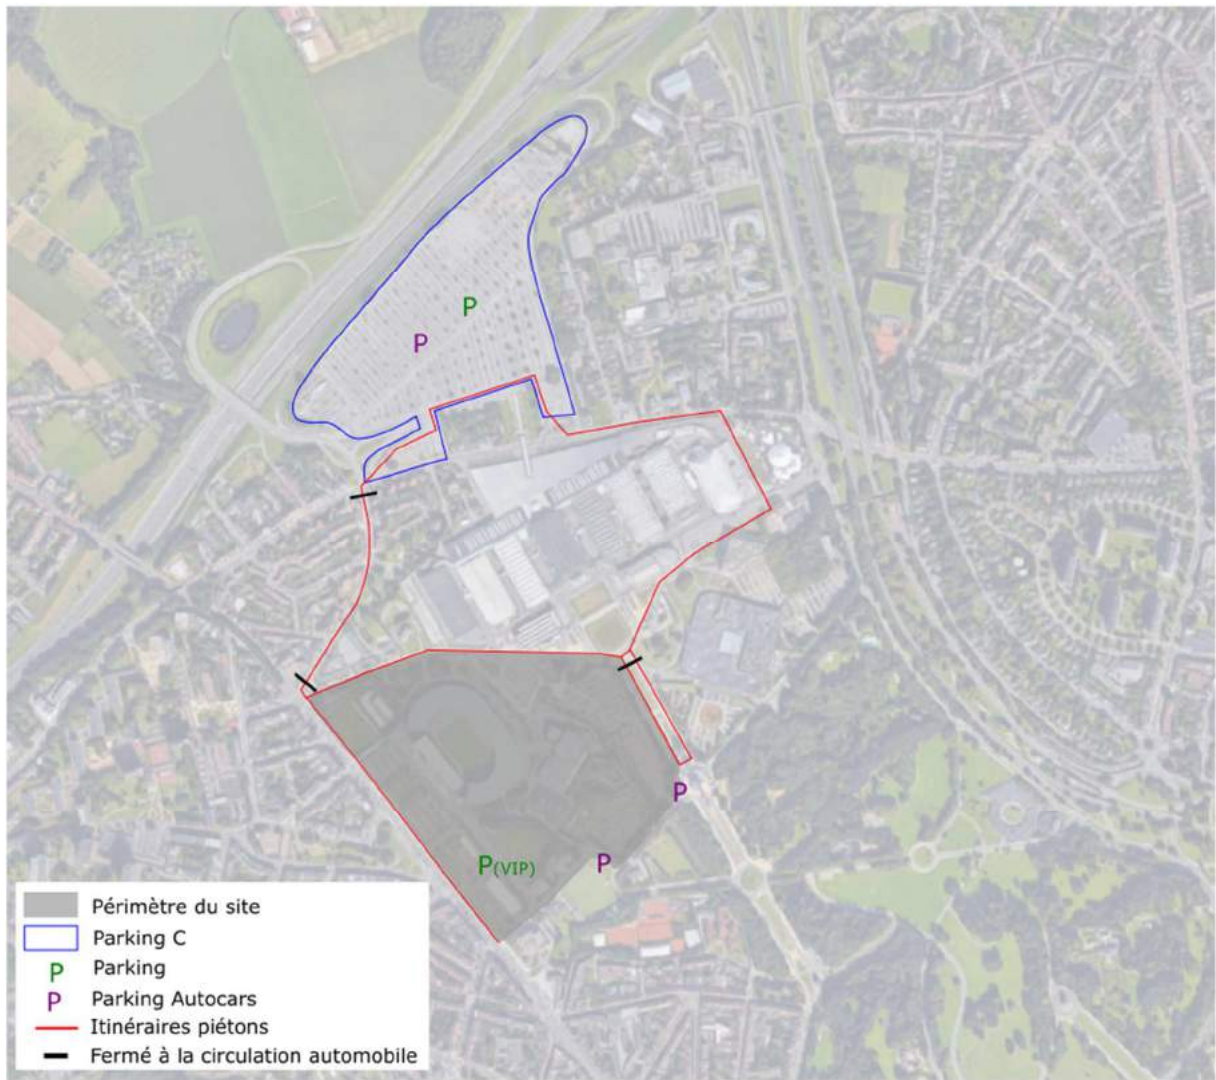 P
P
P
P(VIP)
P
Périmètre du site
Parking C
P Parking
P Parking Autocars
Itinéraires piétons
Fermé à la circulation automobile